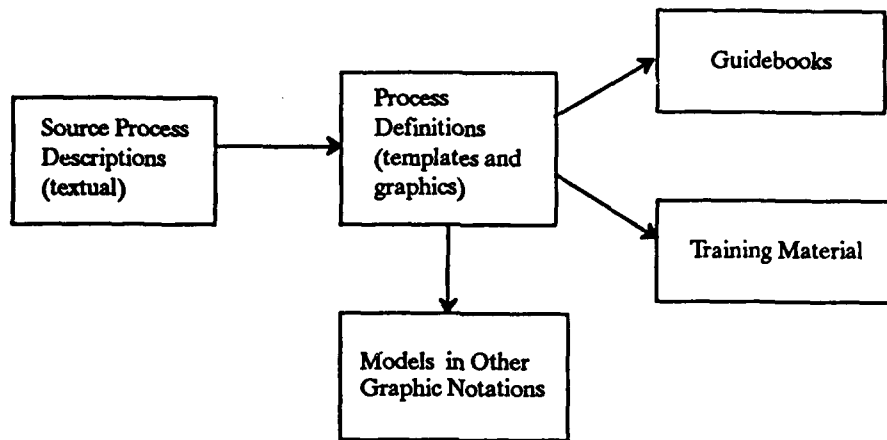 Source Process
Descriptions
(textual)
Process
Definitions
(templates and
graphics)
Guidebooks
Training Material
Models in Other
Graphic Notations